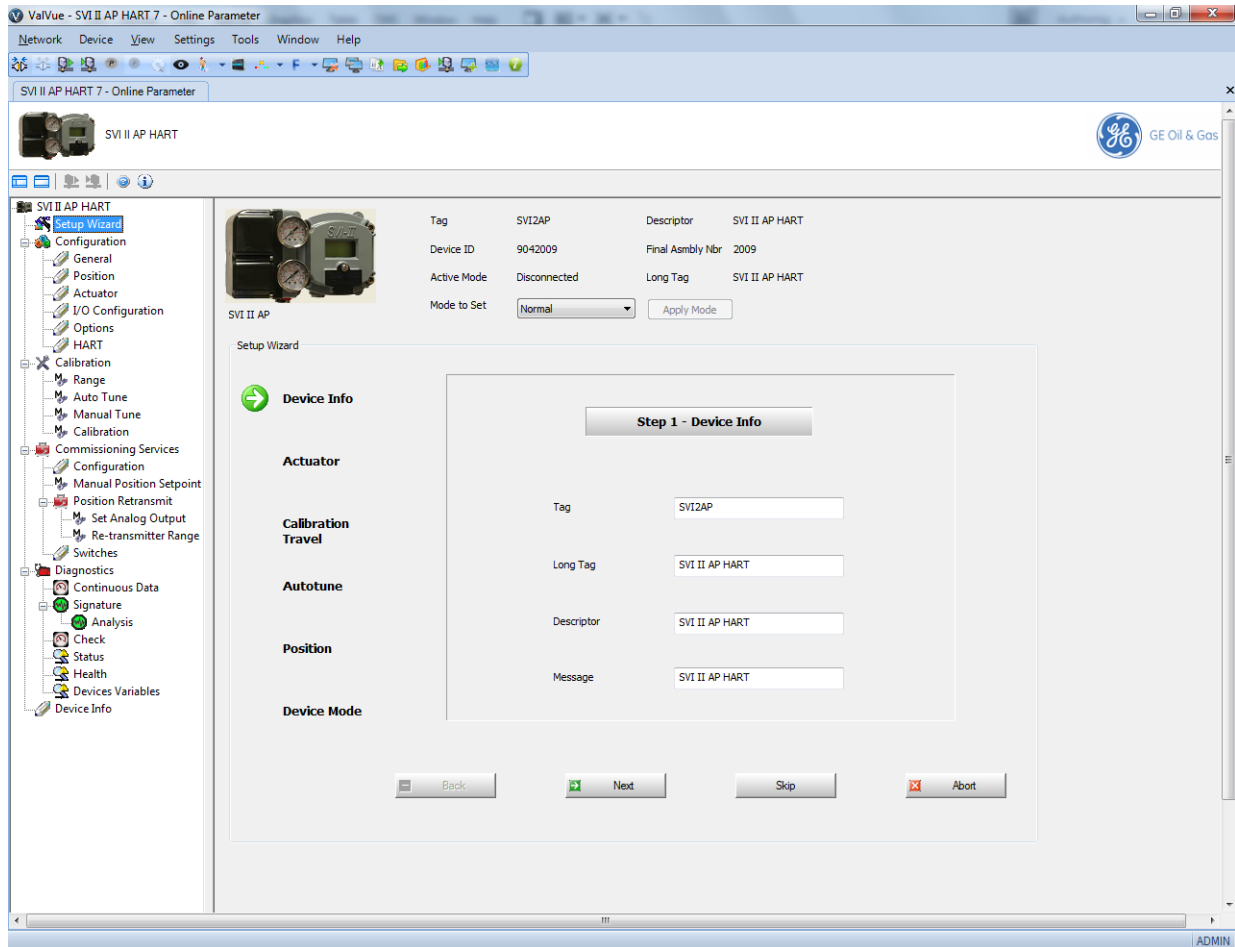 ValVue - SVI II AP HART 7 - Online Parameter
Network Device View Settings Tools Window Help
SVI II AP HART 7 - Online Parameter
SVI II AP HART
GE Oil & Gas
SVI II AP HART
Setup Wizard
Configuration
General
Position
Actuator
I/O Configuration
Options
HART
Calibration
Range
Auto Tune
Manual Tune
Calibration
Commissioning Services
Configuration
Manual Position Setpoint
Position Retransmit
Set Analog Output
Re-transmitter Range
Switches
Diagnostics
Continuous Data
Signature
Analysis
Check
Status
Health
Devices Variables
Device Info
SVI II AP
Tag SVI2AP Descriptor SVI II AP HART
Device ID 9042009 Final Asmbly Nbr 2009
Active Mode Disconnected Long Tag SVI II AP HART
Mode to Set Normal Apply Mode
Setup Wizard
Device Info
Actuator
Calibration
Travel
Autotune
Position
Device Mode
Step 1 - Device Info
Tag SVI2AP
Long Tag SVI II AP HART
Descriptor SVI II AP HART
Message SVI II AP HART
Back Next Skip Abort
ADMIN